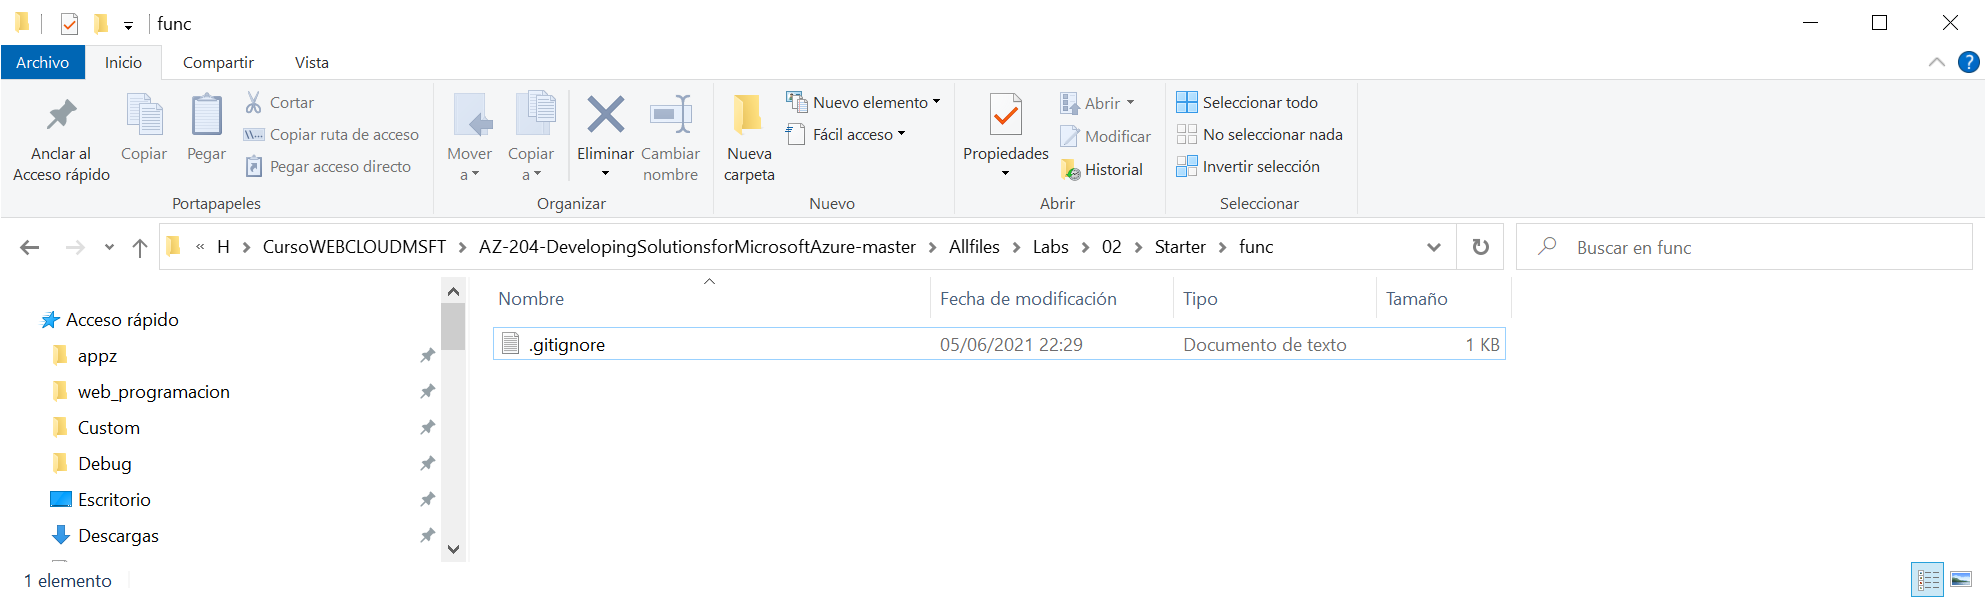 func
Archivo Inicio Compartir Vista
Anclar al
Acceso rápido
Copiar
Pegar
Cortar
Copiar ruta de acceso
Pegar acceso directo
Portapapeles
Mover
a
Copiar
a
Eliminar
Cambiar
nombre
Organizar
Nueva
carpeta
Nuevo elemento
Fácil acceso
Nuevo
Propiedades
Abrir
Modificar
Historial
Abrir
Seleccionar todo
No seleccionar nada
Invertir selección
Seleccionar
« H > CursoWEBCLOUDMSFT > AZ-204-DevelopingSolutionsforMicrosoftAzure-master > Allfiles > Labs > 02 > Starter > func
Buscar en func
Acceso rápido
appz
web_programacion
Custom
Debug
Escritorio
Descargas
Nombre Fecha de modificación Tipo Tamaño
.gitignore 05/06/2021 22:29 Documento de texto 1 KB
1 elemento